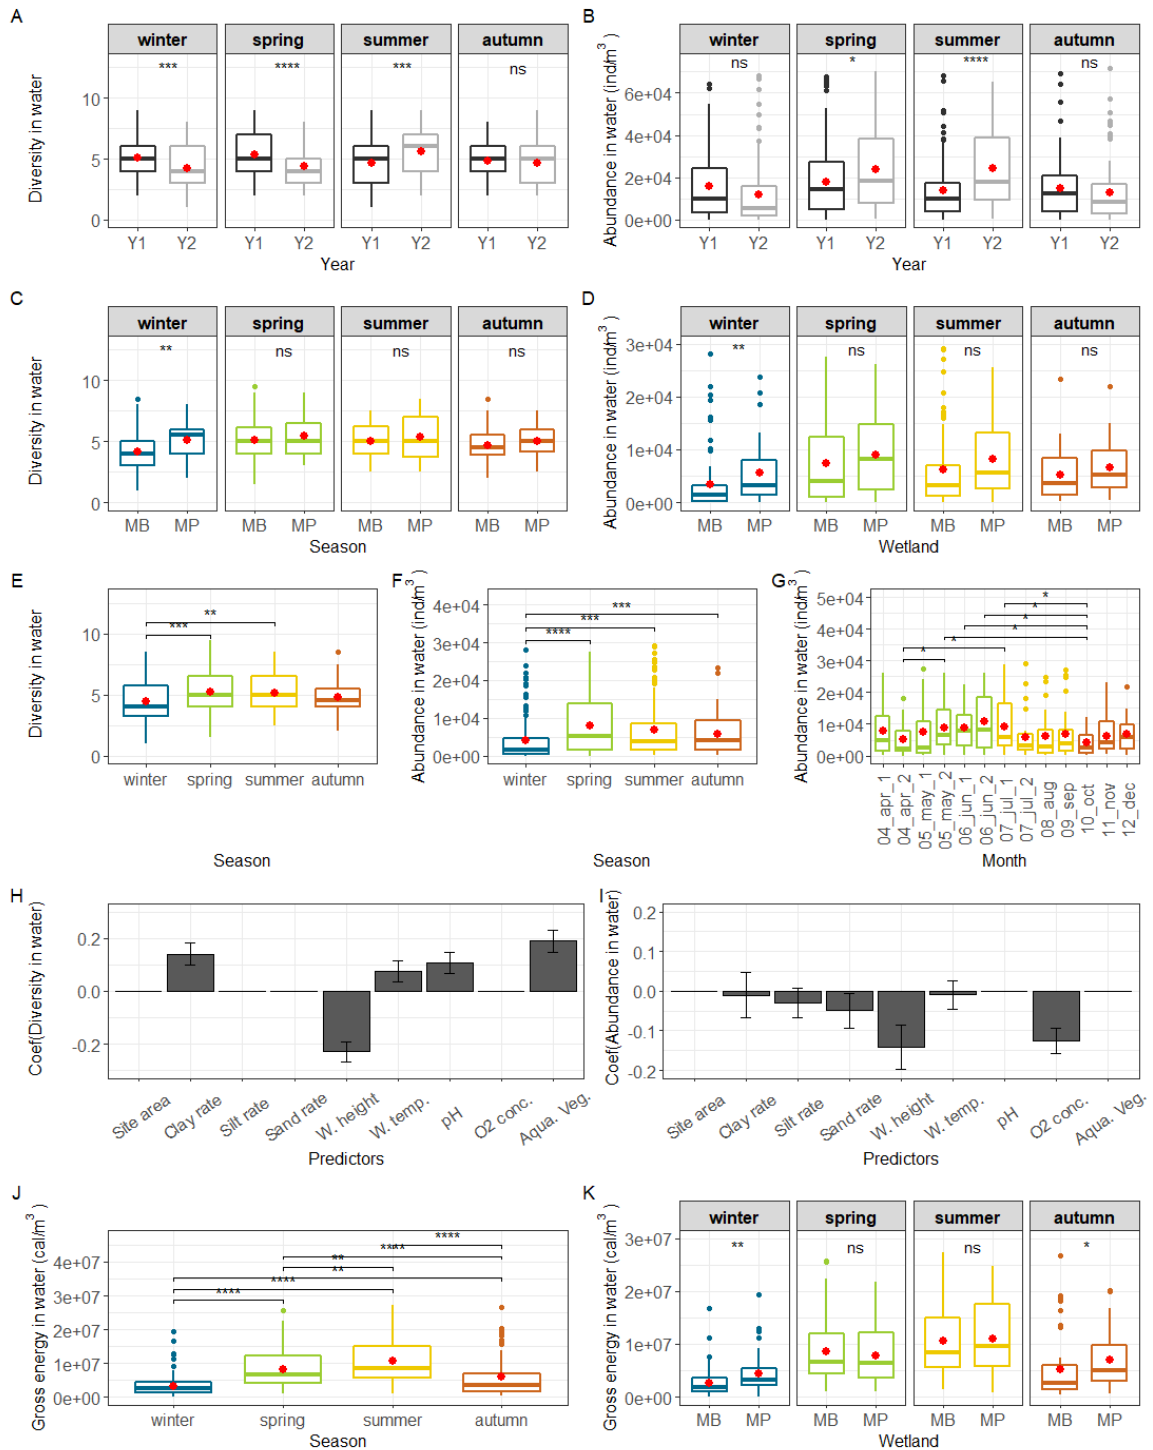 A
B
winter spring summer autumn
winter spring summer autumn
*** **** *** ns
ns * **** ns
Diversity in water
10
5
0
Abundance in water (ind/m³)
6e+04
4e+04
2e+04
0e+00
Y1 Y2 Y1 Y2 Y1 Y2 Y1 Y2
Y1 Y2 Y1 Y2 Y1 Y2 Y1 Y2
Year
Year
C
D
winter spring summer autumn
winter spring summer autumn
** ns ns ns
** ns ns ns
Diversity in water
10
5
0
Abundance in water (ind/m³)
3e+04
2e+04
1e+04
0e+00
MB MP MB MP MB MP MB MP
MB MP MB MP MB MP MB MP
Season
Wetland
E
F
G
Diversity in water
10
5
0
**
***
winter spring summer autumn
Season
Abundance in water (ind/m³)
4e+04
3e+04
2e+04
1e+04
0e+00
***
***
****
winter spring summer autumn
Season
Abundance in water (ind/m³)
5e+04
4e+04
3e+04
2e+04
1e+04
0e+00
*
*
*
*
*
04_apr_1 04_apr_2 05_may_1 05_may_2 06_jun_1 06_jun_2 07_jul_1 07_jul_2 08_aug 09_sep 10_oct 11_nov 12_dec
Month
H
I
Coef(Diversity in water)
0.2
0.0
-0.2
Site area Clay rate Silt rate Sand rate W. height W. temp. pH O2 conc. Aqua. Veg.
Predictors
Coef(Abundance in water)
0.2
0.1
0.0
-0.1
-0.2
Site area Clay rate Silt rate Sand rate W. height W. temp. pH O2 conc. Aqua. Veg.
Predictors
J
K
Gross energy in water (cal/m³)
4e+07
3e+07
2e+07
1e+07
0e+00
****
****
**
**
****
****
winter spring summer autumn
Season
winter spring summer autumn
** ns ns *
Gross energy in water (cal/m³)
3e+07
2e+07
1e+07
0e+00
MB MP MB MP MB MP MB MP
Wetland